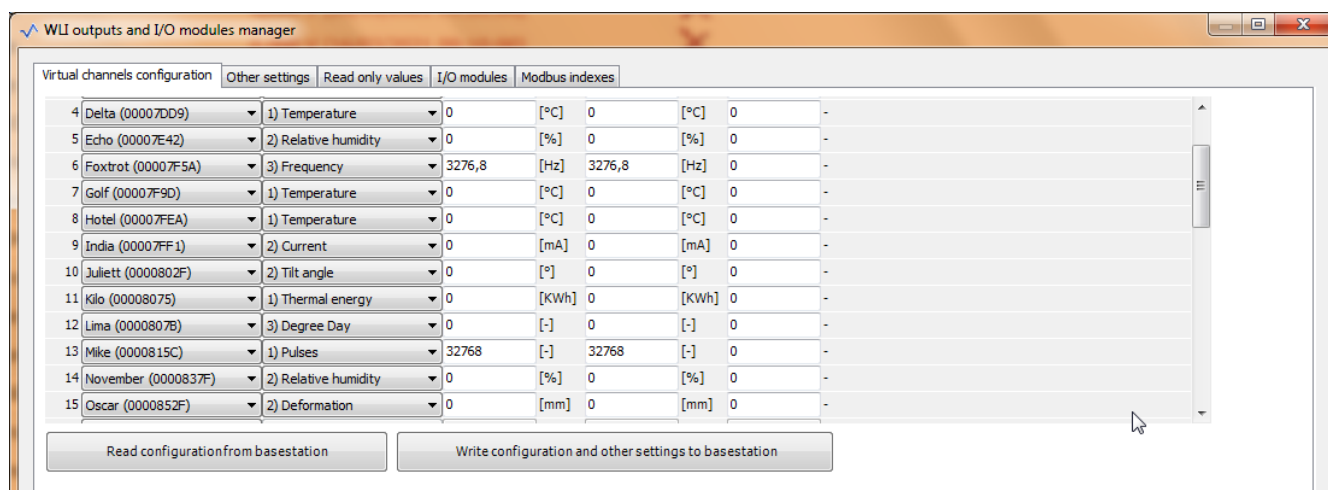 WLI outputs and I/O modules manager
Virtual channels configuration Other settings Read only values I/O modules Modbus indexes
4 Delta (00007DD9) 1) Temperature 0 [°C] 0 [°C] 0 -
5 Echo (00007E42) 2) Relative humidity 0 [%] 0 [%] 0 -
6 Foxtrot (00007F5A) 3) Frequency 3276,8 [Hz] 3276,8 [Hz] 0 -
7 Golf (00007F9D) 1) Temperature 0 [°C] 0 [°C] 0 -
8 Hotel (00007FEA) 1) Temperature 0 [°C] 0 [°C] 0 -
9 India (00007FF1) 2) Current 0 [mA] 0 [mA] 0 -
10 Juliett (0000802F) 2) Tilt angle 0 [°] 0 [°] 0 -
11 Kilo (00008075) 1) Thermal energy 0 [KWh] 0 [KWh] 0 -
12 Lima (0000807B) 3) Degree Day 0 [-] 0 [-] 0 -
13 Mike (0000815C) 1) Pulses 32768 [-] 32768 [-] 0 -
14 November (0000837F) 2) Relative humidity 0 [%] 0 [%] 0 -
15 Oscar (0000852F) 2) Deformation 0 [mm] 0 [mm] 0 -
Read configuration from basestation Write configuration and other settings to basestation